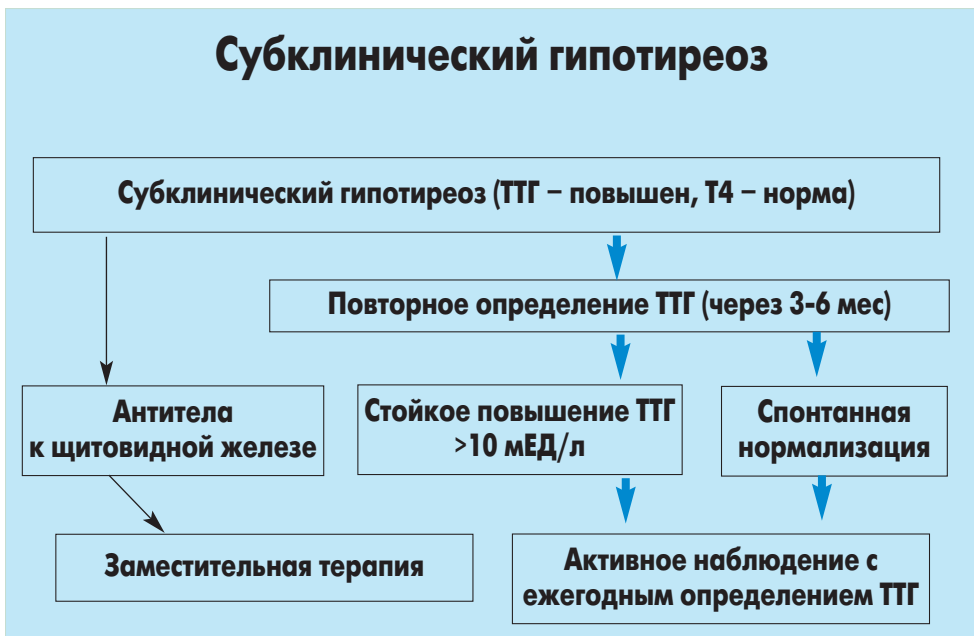 Субклинический гипотиреоз
Субклинический гипотиреоз (ТТГ – повышен, Т4 – норма)
Повторное определение ТТГ (через 3-6 мес)
Антитела
к щитовидной железе
Стойкое повышение ТТГ
>10 мЕД/л
Спонтанная
нормализация
Заместительная терапия
Активное наблюдение с
ежегодным определением ТТГ